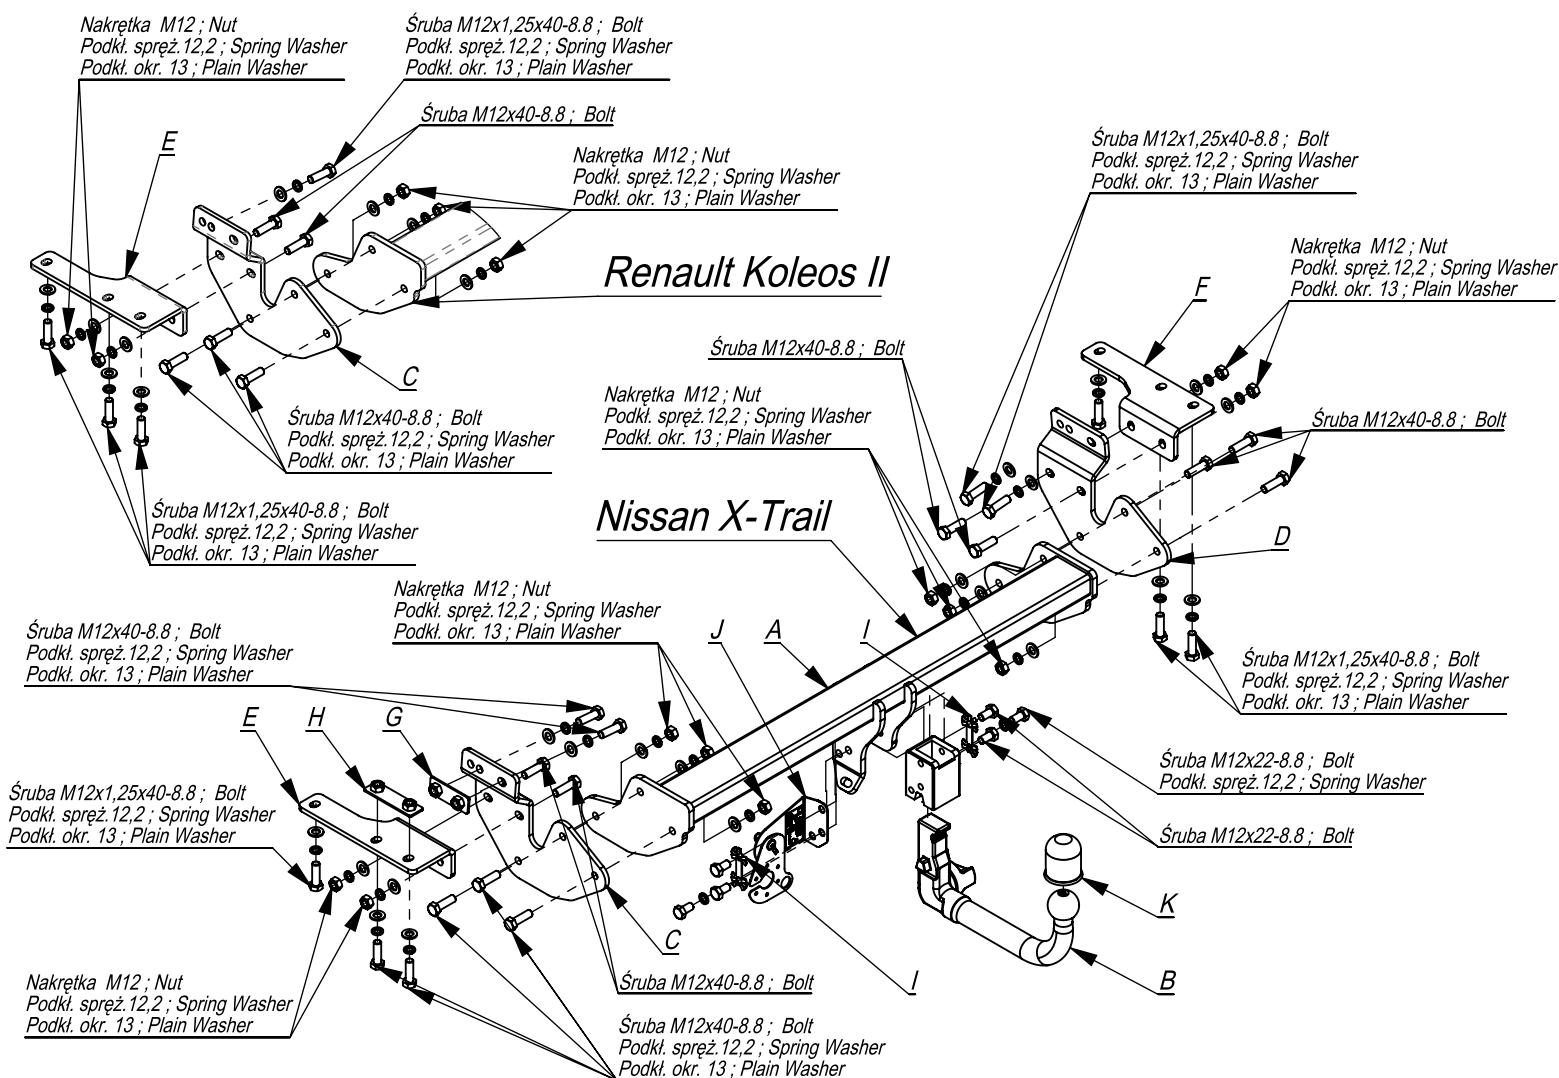 Nakrętka M12 ; Nut
Podkł. spręż.12,2 ; Spring Washer
Podkł. okr. 13 ; Plain Washer
Śruba M12x1,25x40-8.8 ; Bolt
Podkł. spręż.12,2 ; Spring Washer
Podkł. okr. 13 ; Plain Washer
Śruba M12x40-8.8 ; Bolt
E
Nakrętka M12 ; Nut
Podkł. spręż.12,2 ; Spring Washer
Podkł. okr. 13 ; Plain Washer
Śruba M12x1,25x40-8.8 ; Bolt
Podkł. spręż.12,2 ; Spring Washer
Podkł. okr. 13 ; Plain Washer
Renault Koleos II
Nakrętka M12 ; Nut
Podkł. spręż.12,2 ; Spring Washer
Podkł. okr. 13 ; Plain Washer
F
Śruba M12x40-8.8 ; Bolt
C
Nakrętka M12 ; Nut
Podkł. spręż.12,2 ; Spring Washer
Podkł. okr. 13 ; Plain Washer
Śruba M12x40-8.8 ; Bolt
Podkł. spręż.12,2 ; Spring Washer
Podkł. okr. 13 ; Plain Washer
Śruba M12x40-8.8 ; Bolt
Śruba M12x1,25x40-8.8 ; Bolt
Podkł. spręż.12,2 ; Spring Washer
Podkł. okr. 13 ; Plain Washer
Nissan X-Trail
D
Nakrętka M12 ; Nut
Podkł. spręż.12,2 ; Spring Washer
Podkł. okr. 13 ; Plain Washer
J
A
I
Śruba M12x40-8.8 ; Bolt
Podkł. spręż.12,2 ; Spring Washer
Podkł. okr. 13 ; Plain Washer
Śruba M12x1,25x40-8.8 ; Bolt
Podkł. spręż.12,2 ; Spring Washer
Podkł. okr. 13 ; Plain Washer
E
H
G
Śruba M12x22-8.8 ; Bolt
Podkł. spręż.12,2 ; Spring Washer
Śruba M12x1,25x40-8.8 ; Bolt
Podkł. spręż.12,2 ; Spring Washer
Podkł. okr. 13 ; Plain Washer
Śruba M12x22-8.8 ; Bolt
K
C
B
I
Nakrętka M12 ; Nut
Podkł. spręż.12,2 ; Spring Washer
Podkł. okr. 13 ; Plain Washer
Śruba M12x40-8.8 ; Bolt
Śruba M12x40-8.8 ; Bolt
Podkł. spręż.12,2 ; Spring Washer
Podkł. okr. 13 ; Plain Washer